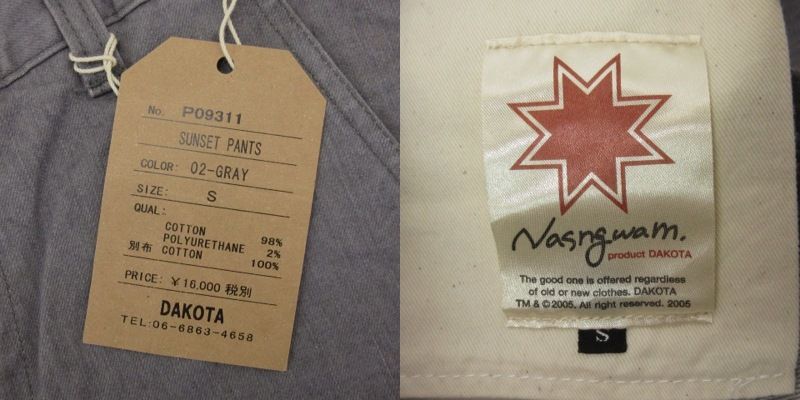 No. P09311
SUNSET PANTS
COLOR: 02-GRAY
SIZE: S
QUAL:
COTTON 98%
POLYURETHANE 2%
別布 COTTON 100%
PRICE: ¥16,000 税別
DAKOTA
TEL:06-6863-4658
Nasngwam.
product DAKOTA
The good one is offered regardless
of old or new clothes. DAKOTA
TM & © 2005. All right reserved. 2005
S